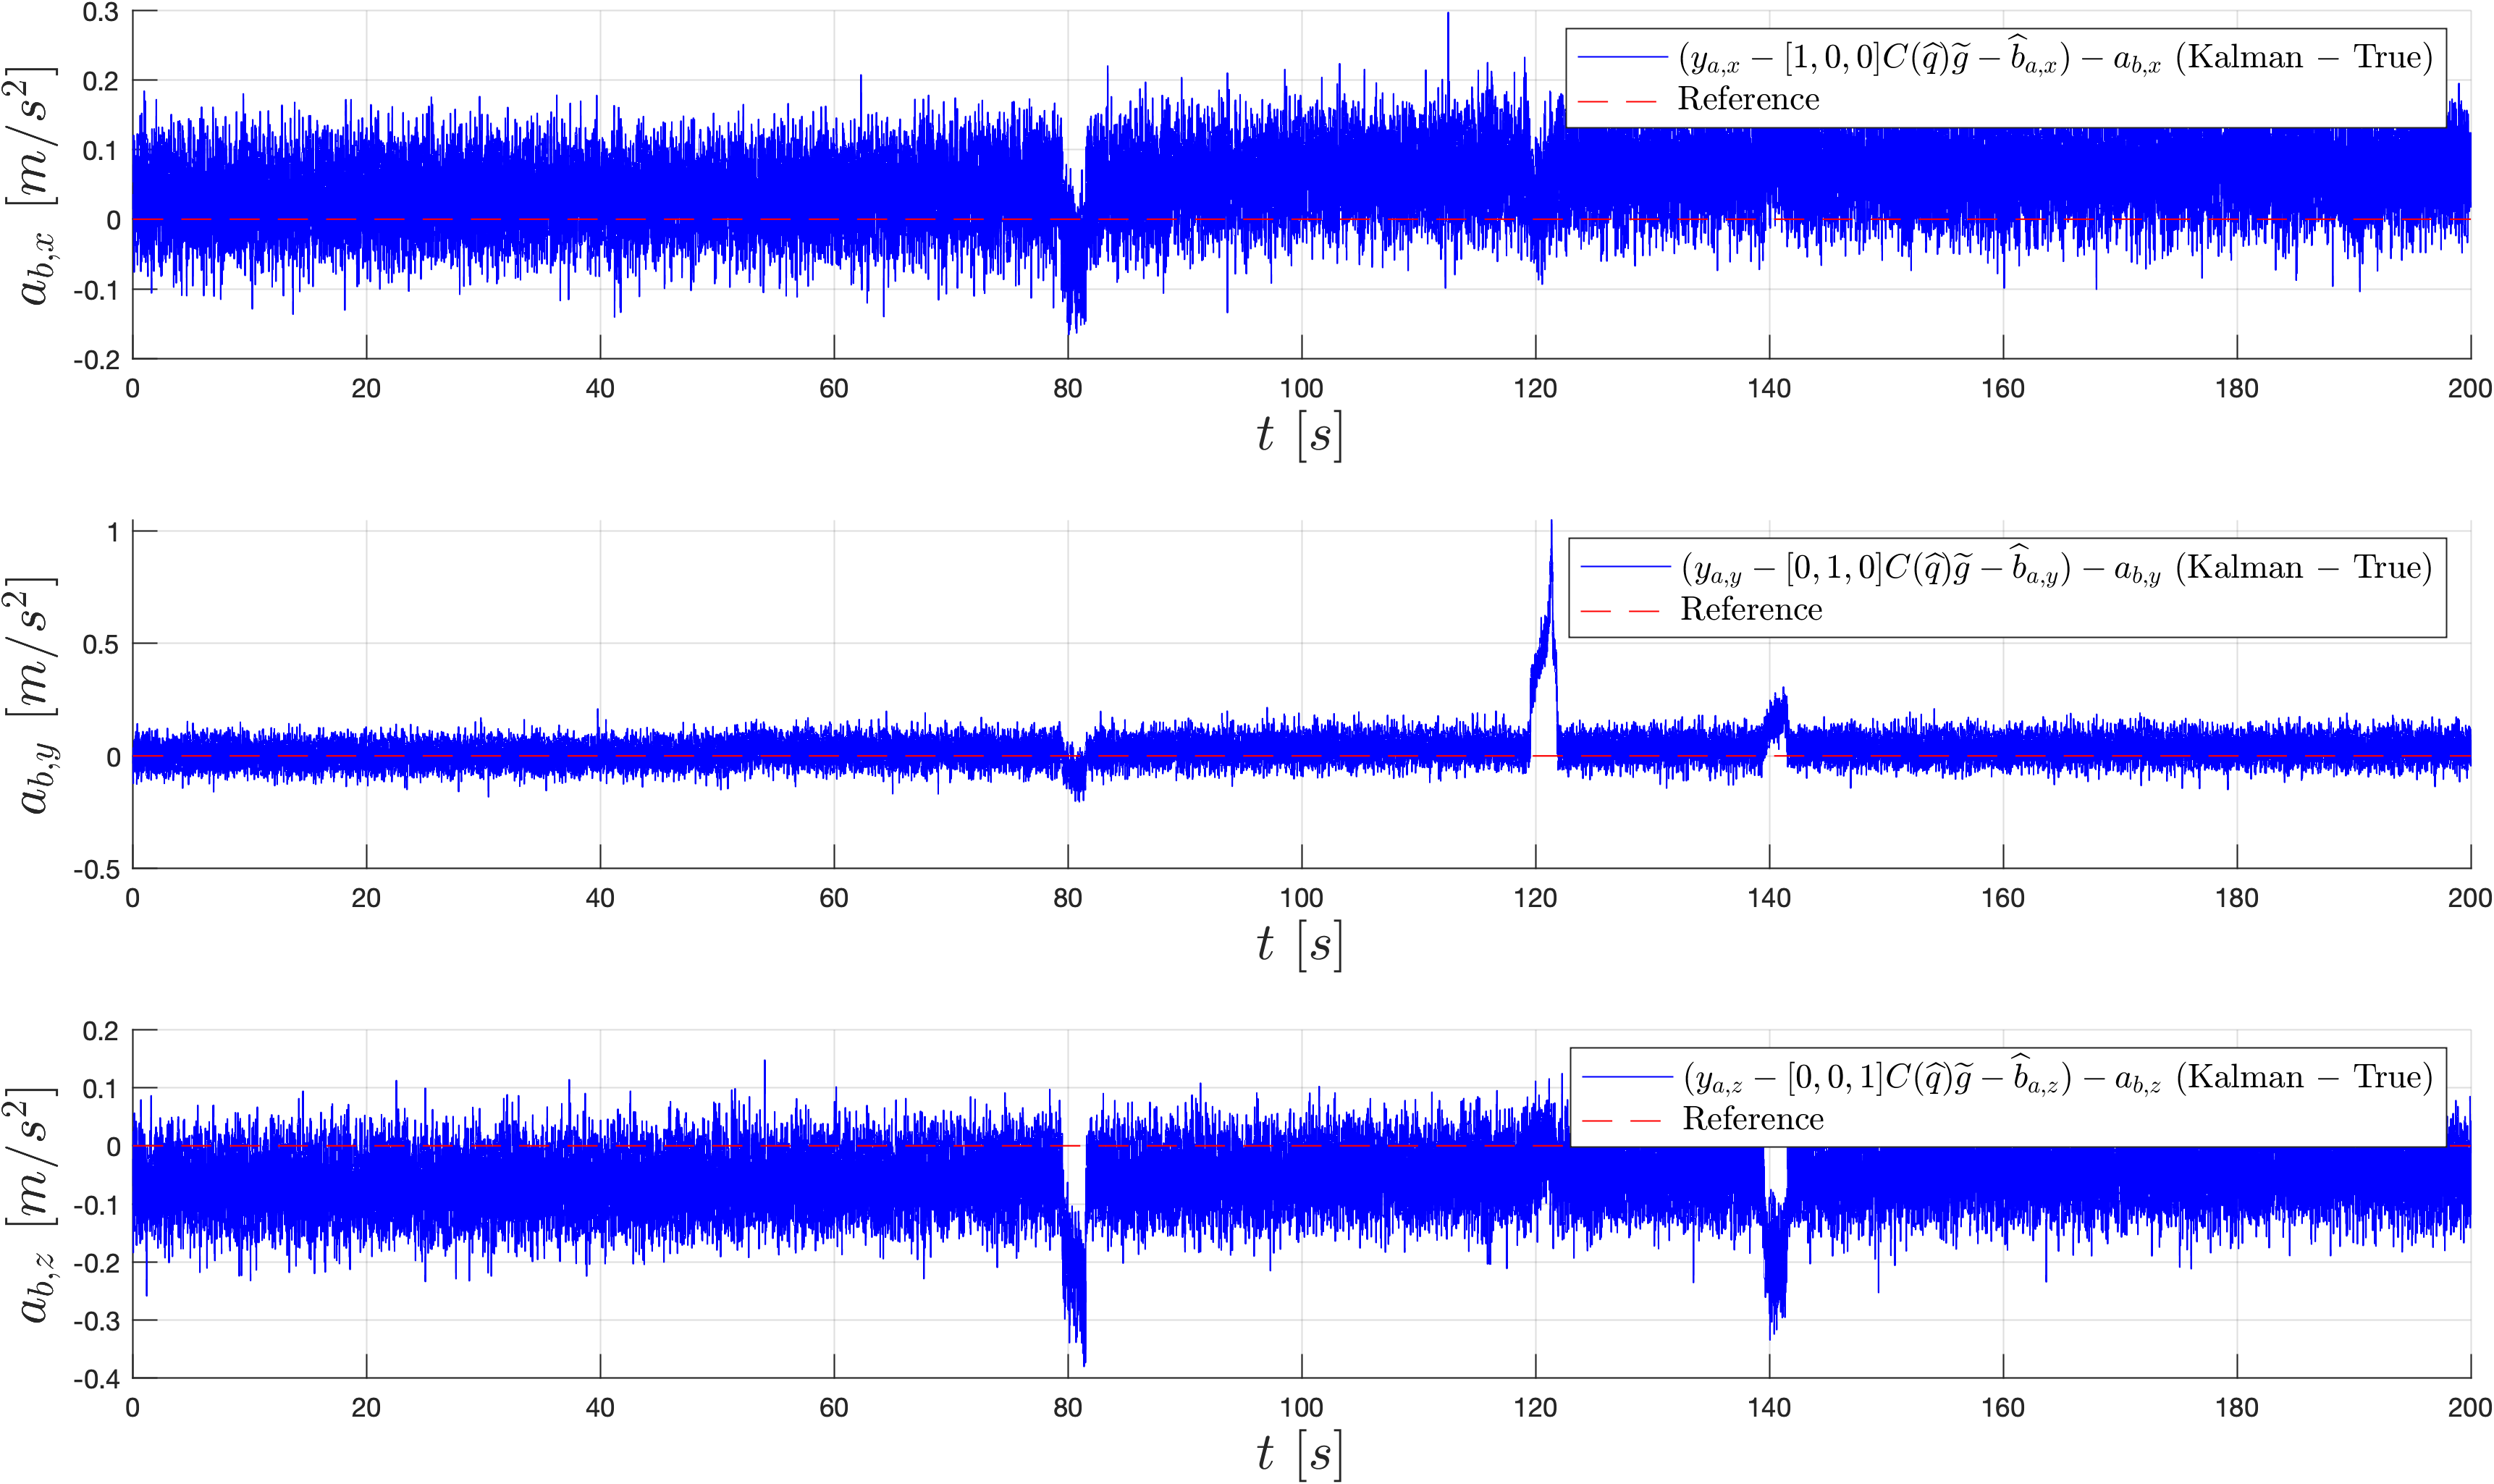 0.3
0.2
0.1
0
-0.1
-0.2
a_{b,x} [m/s^2]
(y_{a,x} − [1, 0, 0]C(q̂)g̃ − b̂_{a,x}) − a_{b,x} (Kalman − True)
Reference
0 20 40 60 80 100 120 140 160 180 200
t [s]
1
0.5
0
-0.5
a_{b,y} [m/s^2]
(y_{a,y} − [0, 1, 0]C(q̂)g̃ − b̂_{a,y}) − a_{b,y} (Kalman − True)
Reference
0 20 40 60 80 100 120 140 160 180 200
t [s]
0.2
0.1
0
-0.1
-0.2
-0.3
-0.4
a_{b,z} [m/s^2]
(y_{a,z} − [0, 0, 1]C(q̂)g̃ − b̂_{a,z}) − a_{b,z} (Kalman − True)
Reference
0 20 40 60 80 100 120 140 160 180 200
t [s]